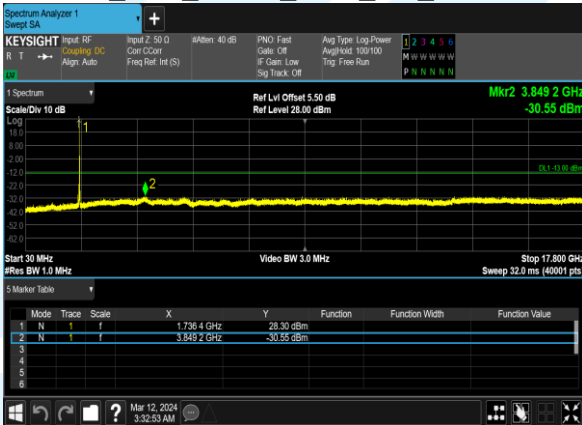 Spectrum Analyzer 1
Swept SA
+
KEYSIGHT Input: RF Input Z: 50 Ω #Atten: 40 dB PNO: Fast Avg Type: Log-Power 1 2 3 4 5 6
R T Coupling: DC Corr CCorr Gate: Off Avg|Hold: 100/100 M W W W W W
Align: Auto Freq Ref: Int (S) IF Gain: Low Trig: Free Run
LU Sig Track: Off P N N N N N
1 Spectrum Ref Lvl Offset 5.50 dB Mkr2 3.849 2 GHz
Scale/Div 10 dB Ref Level 28.00 dBm -30.55 dBm
Log
18.0
8.00
-2.00
-12.0
-22.0
-32.0
-42.0
-52.0
-62.0
1
DL1 -13.00 dBm
2
Start 30 MHz Video BW 3.0 MHz Stop 17.800 GHz
#Res BW 1.0 MHz Sweep 32.0 ms (40001 pts
5 Marker Table
Mode Trace Scale X Y Function Function Width Function Value
1 N 1 f 1.736 4 GHz 28.30 dBm
2 N 1 f 3.849 2 GHz -30.55 dBm
3
4
5
6
? Mar 12, 2024
3:32:53 AM